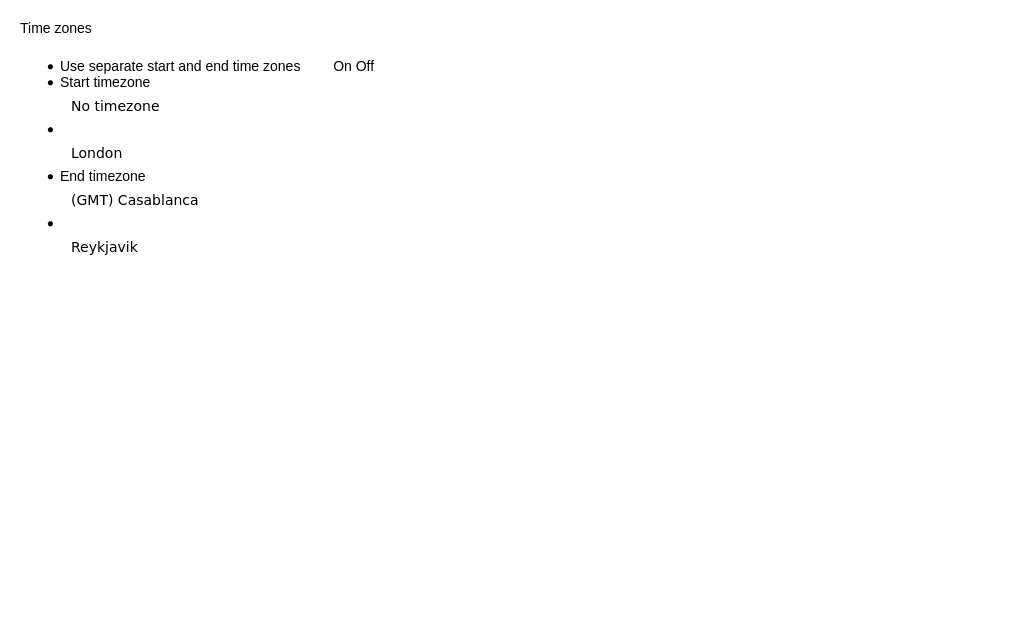 Time zones
Use separate start and end time zones On Off
Start timezone
No timezone
London
End timezone
(GMT) Casablanca
Reykjavik